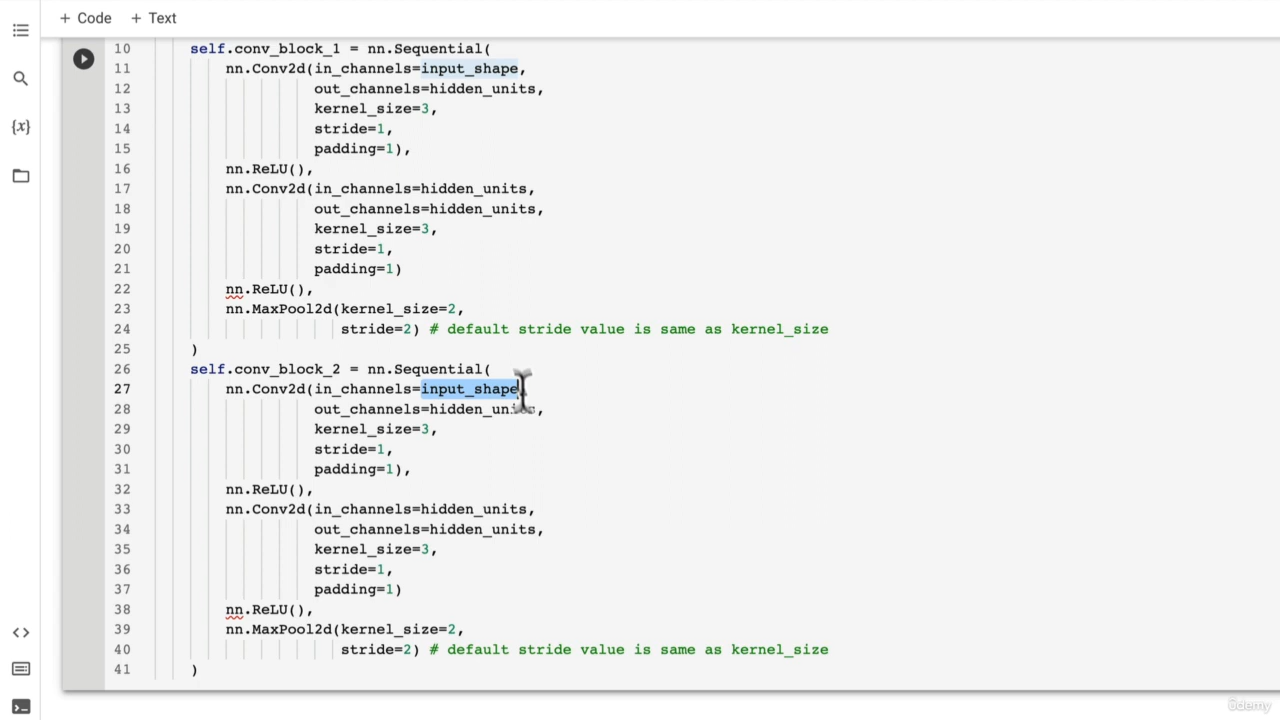 + Code + Text
10 self.conv_block_1 = nn.Sequential(
11 nn.Conv2d(in_channels=input_shape,
12 out_channels=hidden_units,
13 kernel_size=3,
14 stride=1,
15 padding=1),
16 nn.ReLU(),
17 nn.Conv2d(in_channels=hidden_units,
18 out_channels=hidden_units,
19 kernel_size=3,
20 stride=1,
21 padding=1)
22 nn.ReLU(),
23 nn.MaxPool2d(kernel_size=2,
24 stride=2) # default stride value is same as kernel_size
25 )
26 self.conv_block_2 = nn.Sequential(
27 nn.Conv2d(in_channels=input_shape
28 out_channels=hidden_units,
29 kernel_size=3,
30 stride=1,
31 padding=1),
32 nn.ReLU(),
33 nn.Conv2d(in_channels=hidden_units,
34 out_channels=hidden_units,
35 kernel_size=3,
36 stride=1,
37 padding=1)
38 nn.ReLU(),
39 nn.MaxPool2d(kernel_size=2,
40 stride=2) # default stride value is same as kernel_size
41 )
{x}
ûdemy